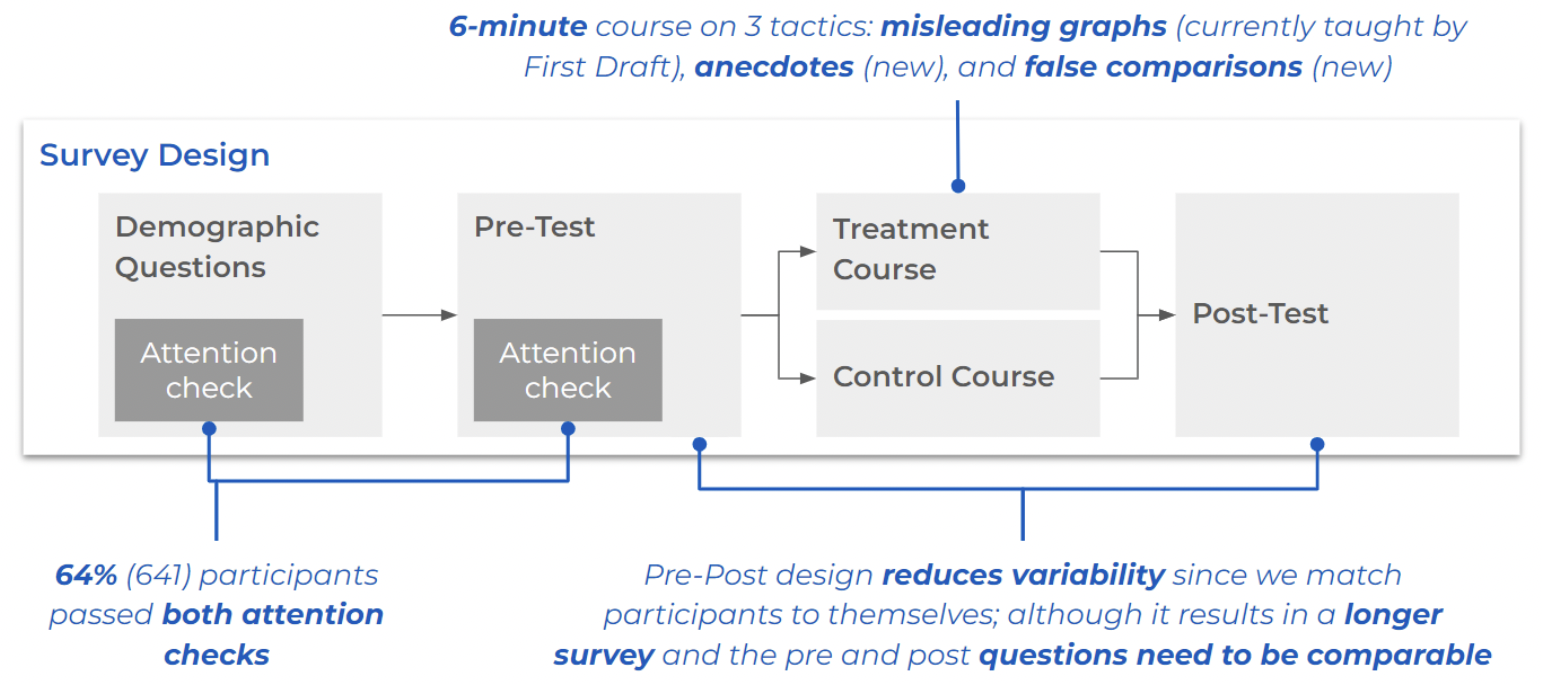 6-minute course on 3 tactics: misleading graphs (currently taught by
First Draft), anecdotes (new), and false comparisons (new)
Survey Design
Demographic
Questions
Attention
check
Pre-Test
Attention
check
Treatment
Course
Control Course
Post-Test
64% (641) participants
passed both attention
checks
Pre-Post design reduces variability since we match
participants to themselves; although it results in a longer
survey and the pre and post questions need to be comparable